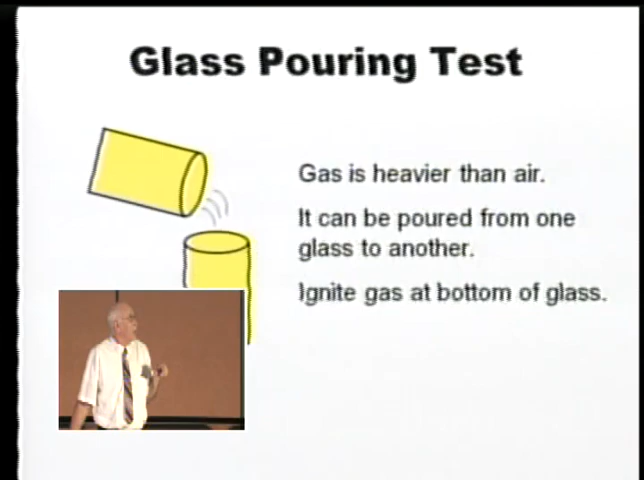 Glass Pouring Test
Gas is heavier than air.
It can be poured from one
glass to another.
Ignite gas at bottom of glass.